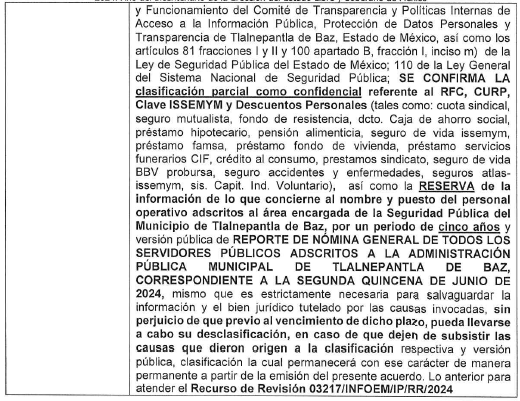 y Funcionamiento del Comité de Transparencia y Políticas Internas de
Acceso a la Información Pública, Protección de Datos Personales y
Transparencia de Tlalnepantla de Baz, Estado de México, así como los
artículos 81 fracciones I y II y 100 apartado B, fracción I, inciso m) de la
Ley de Seguridad Pública del Estado de México; 110 de la Ley General
del Sistema Nacional de Seguridad Pública; SE CONFIRMA LA
clasificación parcial como confidencial referente al RFC, CURP,
Clave ISSEMYM y Descuentos Personales (tales como: cuota sindical,
seguro mutualista, fondo de resistencia, dcto. Caja de ahorro social,
préstamo hipotecario, pensión alimenticia, seguro de vida issemym,
préstamo famsa, préstamo fondo de vivienda, préstamo servicios
funerarios CIF, crédito al consumo, prestamos sindicato, seguro de vida
BBV probursa, seguro accidentes y enfermedades, seguros atlas-
issemym, sis. Capit. Ind. Voluntario), así como la RESERVA de la
información de lo que concierne al nombre y puesto del personal
operativo adscritos al área encargada de la Seguridad Pública del
Municipio de Tlalnepantla de Baz, por un periodo de cinco años y
versión pública de REPORTE DE NÓMINA GENERAL DE TODOS LOS
SERVIDORES PÚBLICOS ADSCRITOS A LA ADMINISTRACIÓN
PÚBLICA MUNICIPAL DE TLALNEPANTLA DE BAZ,
CORRESPONDIENTE A LA SEGUNDA QUINCENA DE JUNIO DE
2024, mismo que es estrictamente necesaria para salvaguardar la
información y el bien jurídico tutelado por las causas invocadas, sin
perjuicio de que previo al vencimiento de dicho plazo, pueda llevarse
a cabo su desclasificación, en caso de que dejen de subsistir las
causas que dieron origen a la clasificación respectiva y versión
pública, clasificación la cual permanecerá con ese carácter de manera
permanente a partir de la emisión del presente acuerdo. Lo anterior para
atender el Recurso de Revisión 03217/INFOEM/IP/RR/2024